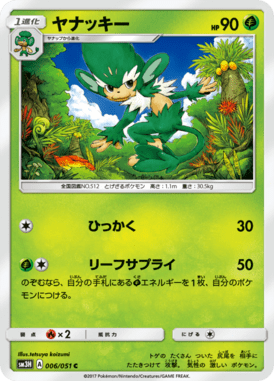 1進化 ヤナッキー HP 90
ヤナップから進化
全国図鑑NO.512 とげざるポケモン 高さ:1.1m 重さ:30.5kg
ひっかく 30
リーフサプライ 50
のぞむなら、自分の手札にあるエネルギーを1枚、自分のポケモンにつける。
弱点 ×2 抵抗力 にげる
Illus.tetsuya koizumi
SM3H A 006/051 C
トゲの たくさん ついた 尻尾を 相手に
たたきつけて 攻撃。 気性の 激しい ポケモン。
©2017 Pokémon/Nintendo/Creatures/GAME FREAK.